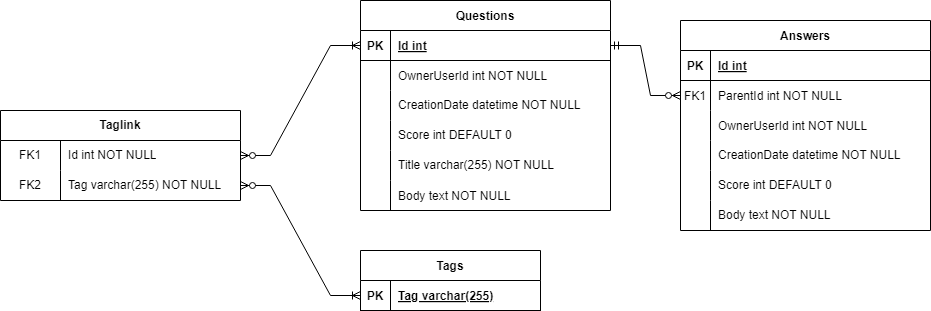 Questions
PK Id int
OwnerUserId int NOT NULL
CreationDate datetime NOT NULL
Score int DEFAULT 0
Title varchar(255) NOT NULL
Body text NOT NULL
Answers
PK Id int
FK1 ParentId int NOT NULL
OwnerUserId int NOT NULL
CreationDate datetime NOT NULL
Score int DEFAULT 0
Body text NOT NULL
Taglink
FK1 Id int NOT NULL
FK2 Tag varchar(255) NOT NULL
Tags
PK Tag varchar(255)